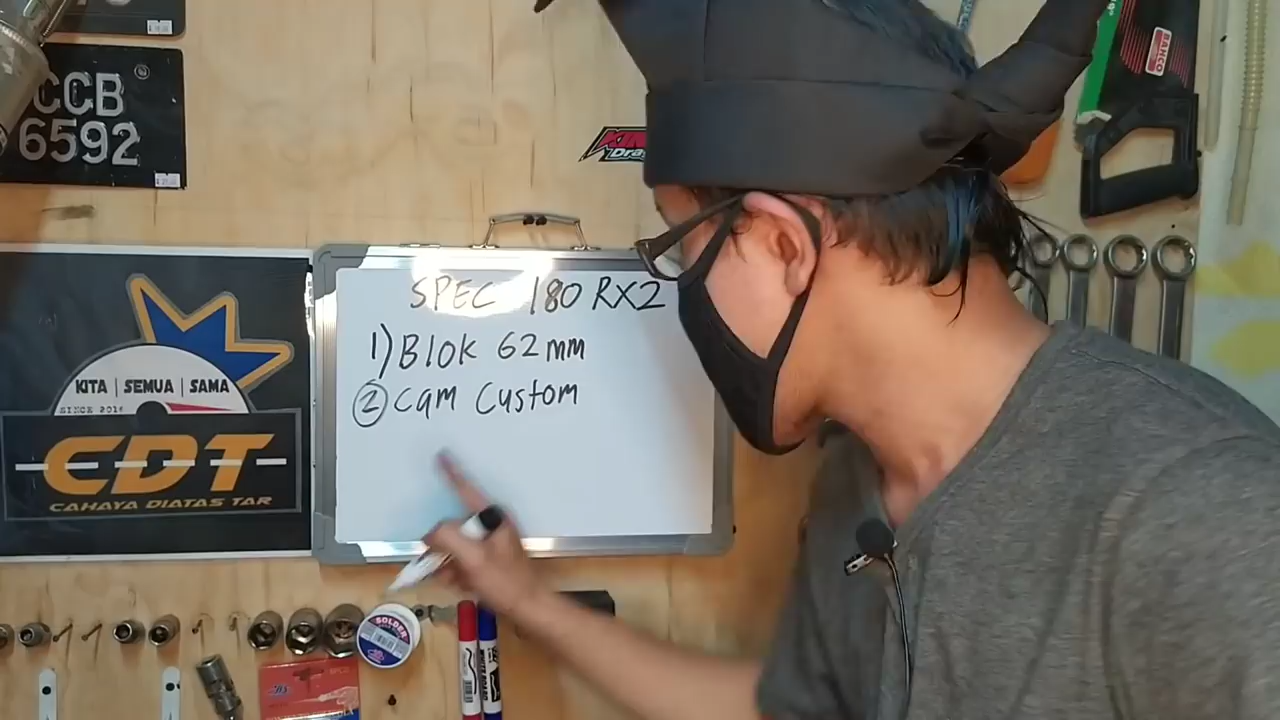 CCB
6592
BAHCO
SPEC 180 RX2
1) Blok 62mm
② Cam Custom
KITA | SEMUA | SAMA
SINCE 2016
CDT
CAHAYA DIATAS TAR
SOLDER